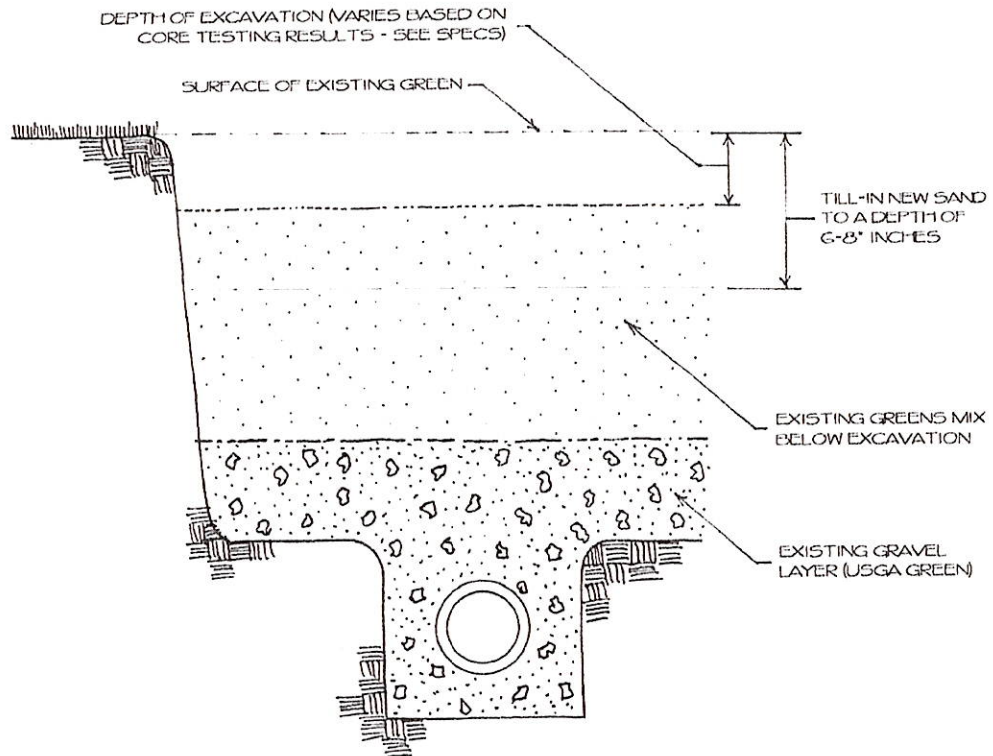 DEPTH OF EXCAVATION (VARIES BASED ON
CORE TESTING RESULTS - SEE SPECS)
SURFACE OF EXISTING GREEN
TILL-IN NEW SAND
TO A DEPTH OF
6-8" INCHES
EXISTING GREENS MIX
BELOW EXCAVATION
EXISTING GRAVEL
LAYER (USGA GREEN)